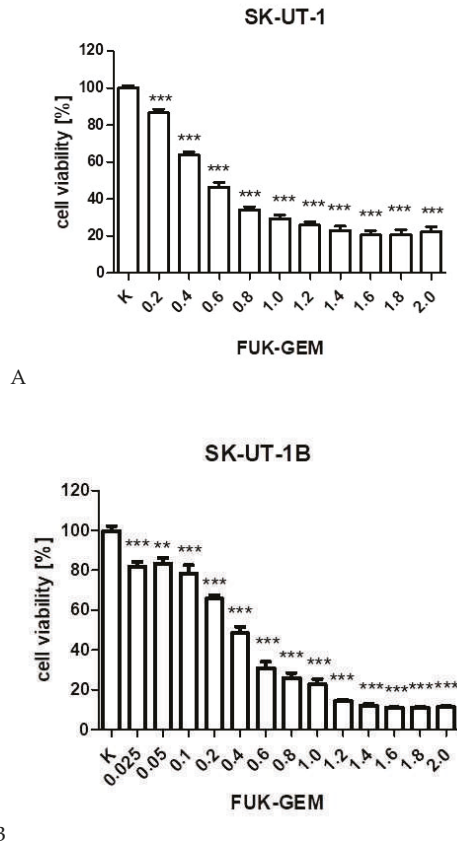 SK-UT-1
cell viability [%]
120
100
80
60
40
20
0
*** *** *** *** *** *** *** *** *** ***
K 0.2 0.4 0.6 0.8 1.0 1.2 1.4 1.6 1.8 2.0
FUK-GEM
A
SK-UT-1B
cell viability [%]
120
100
80
60
40
20
0
*** ** *** *** *** *** *** *** *** *** *** *** ***
K 0.025 0.05 0.1 0.2 0.4 0.6 0.8 1.0 1.2 1.4 1.6 1.8 2.0
FUK-GEM